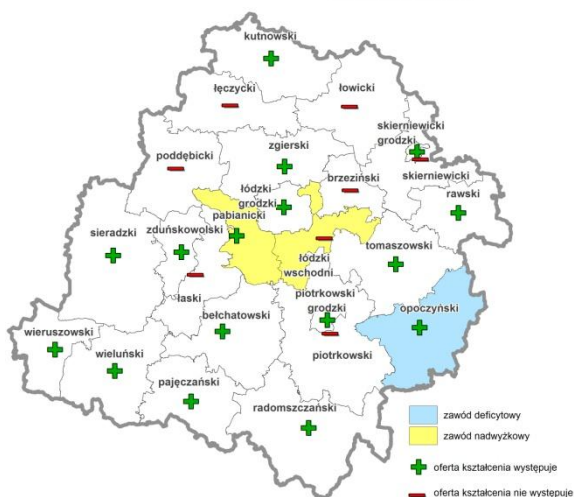 kutnowski
łęczycki
łowicki
skierniewicki
grodzki
zgierski
poddębicki
brzeziński
skierniewicki
rawski
łódzki
grodzki
pabianicki
sieradzki
zduńskowolski
tomaszowski
łódzki
wschodni
łaski
piotrkowski
grodzki
opoczyński
bełchatowski
wieruszowski
wieluński
piotrkowski
pajęczański
radomszczański
zawód deficytowy
zawód nadwyżkowy
oferta kształcenia występuje
oferta kształcenia nie występuje